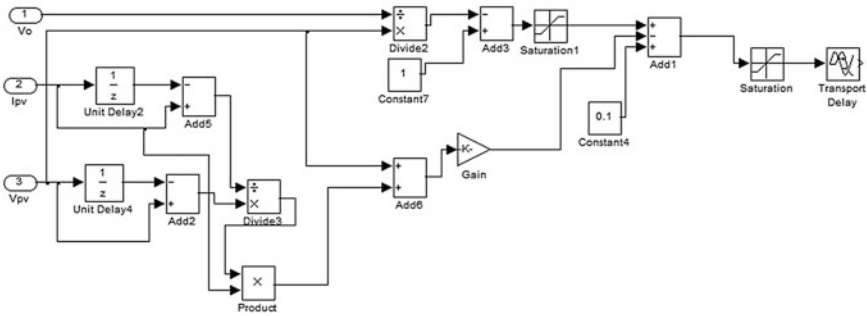 1
Vo
÷
×
Divide2
−
+
Add3
Saturation1
+
−
+
Add1
Saturation
Transport
Delay
1
Constant7
2
Ipv
1
z
Unit Delay2
−
+
Add5
0.1
Constant4
K-
Gain
3
Vpv
1
z
Unit Delay4
−
+
Add2
÷
×
Divide3
+
+
Add6
×
Product